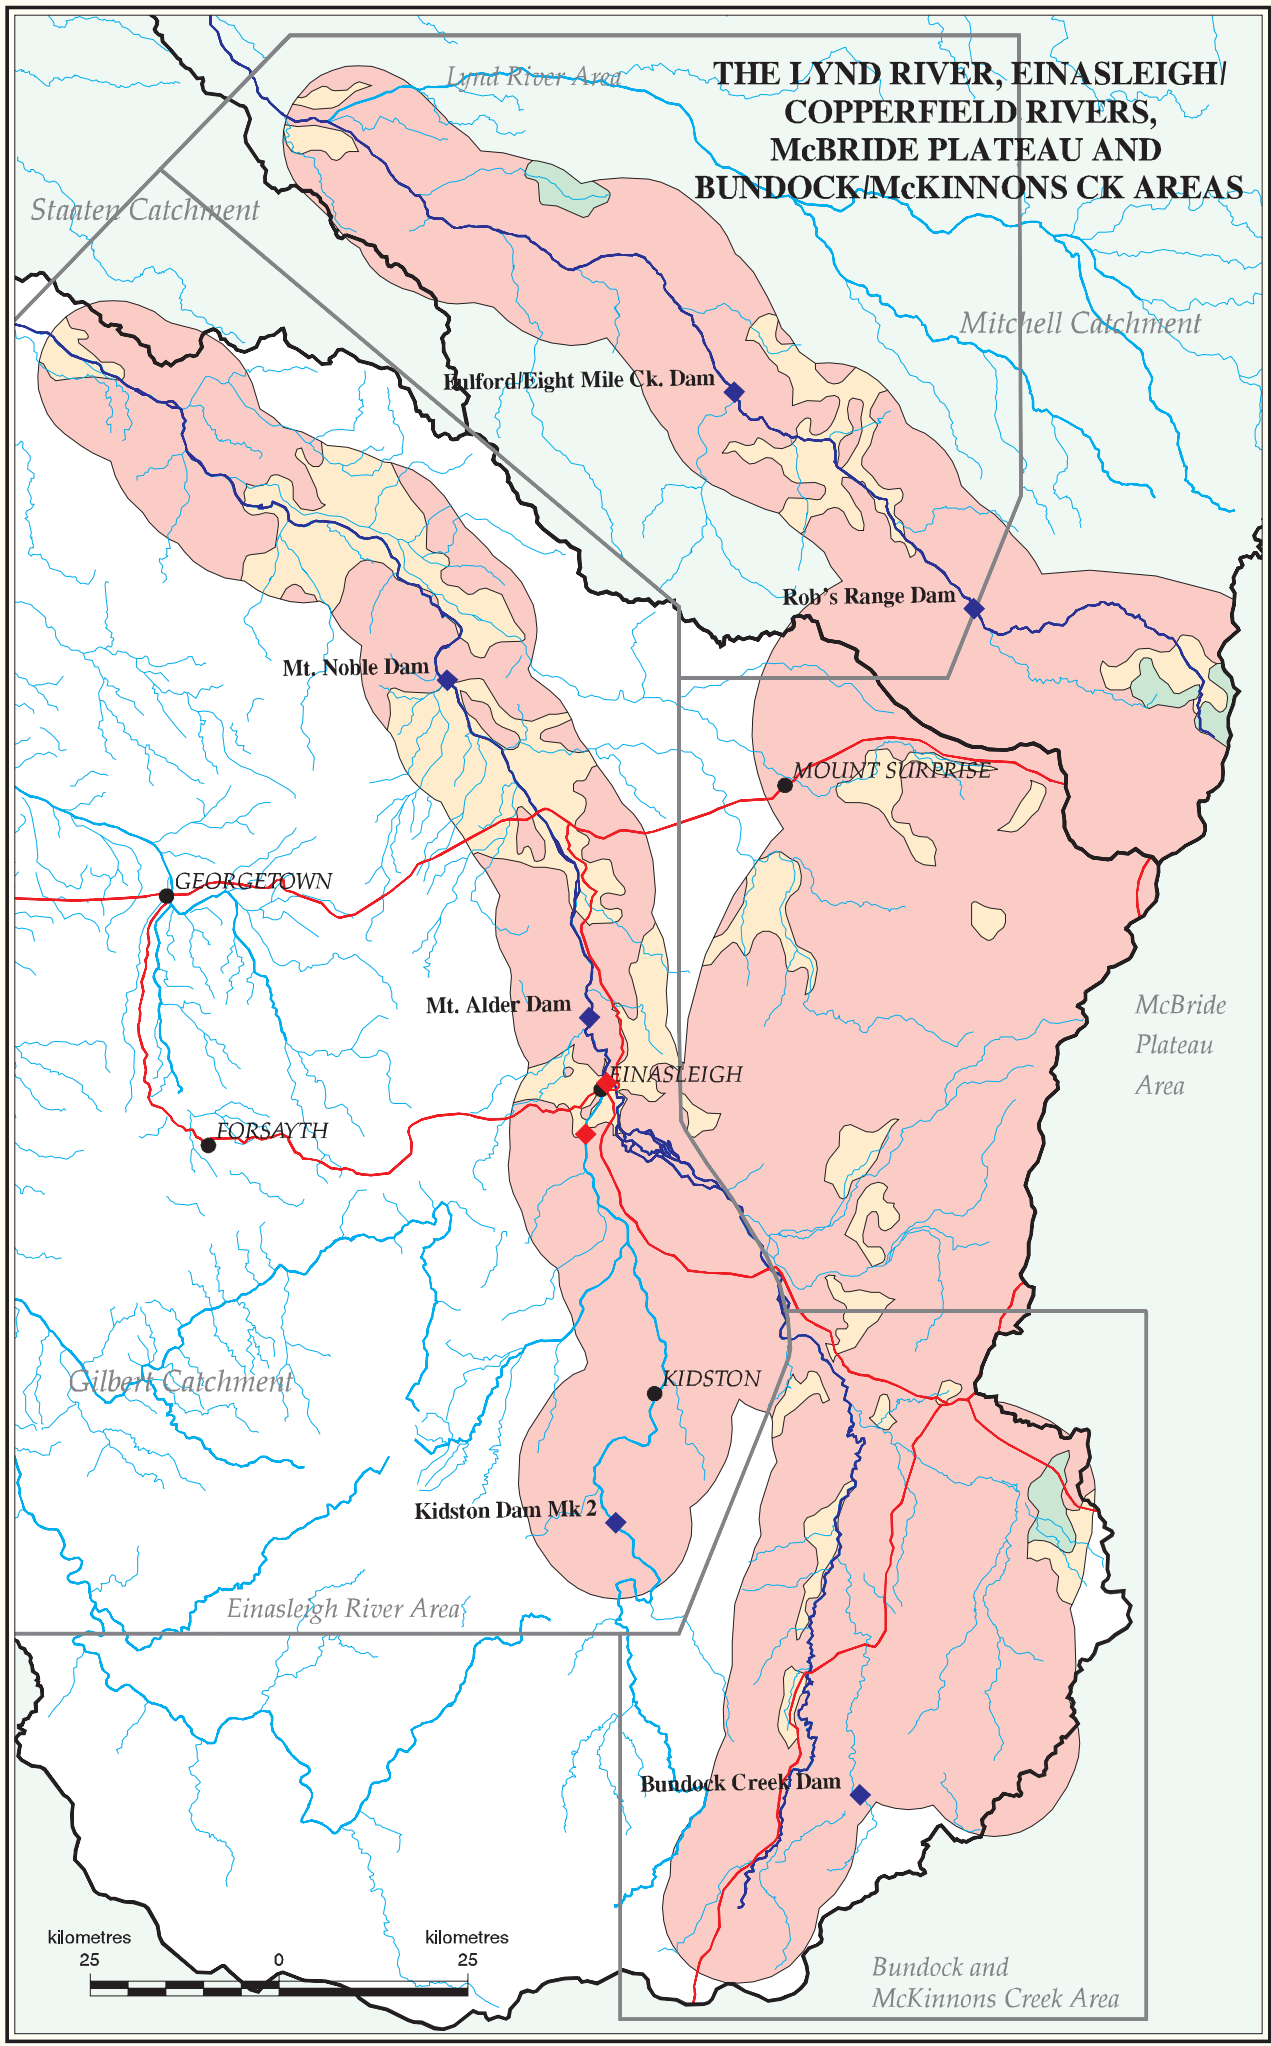 THE LYND RIVER, EINASLEIGH/
COPPERFIELD RIVERS,
McBRIDE PLATEAU AND
BUNDOCK/McKINNONS CK AREAS
Lynd River Area
Staaten Catchment
Mitchell Catchment
Fulford/Eight Mile Ck. Dam
Rob's Range Dam
Mt. Noble Dam
MOUNT SURPRISE
GEORGETOWN
Mt. Alder Dam
McBride
Plateau
Area
EINASLEIGH
FORSAYTH
KIDSTON
Gilbert Catchment
Kidston Dam Mk 2
Einasleigh River Area
Bundock Creek Dam
kilometres
kilometres
25
0
25
Bundock and
McKinnons Creek Area